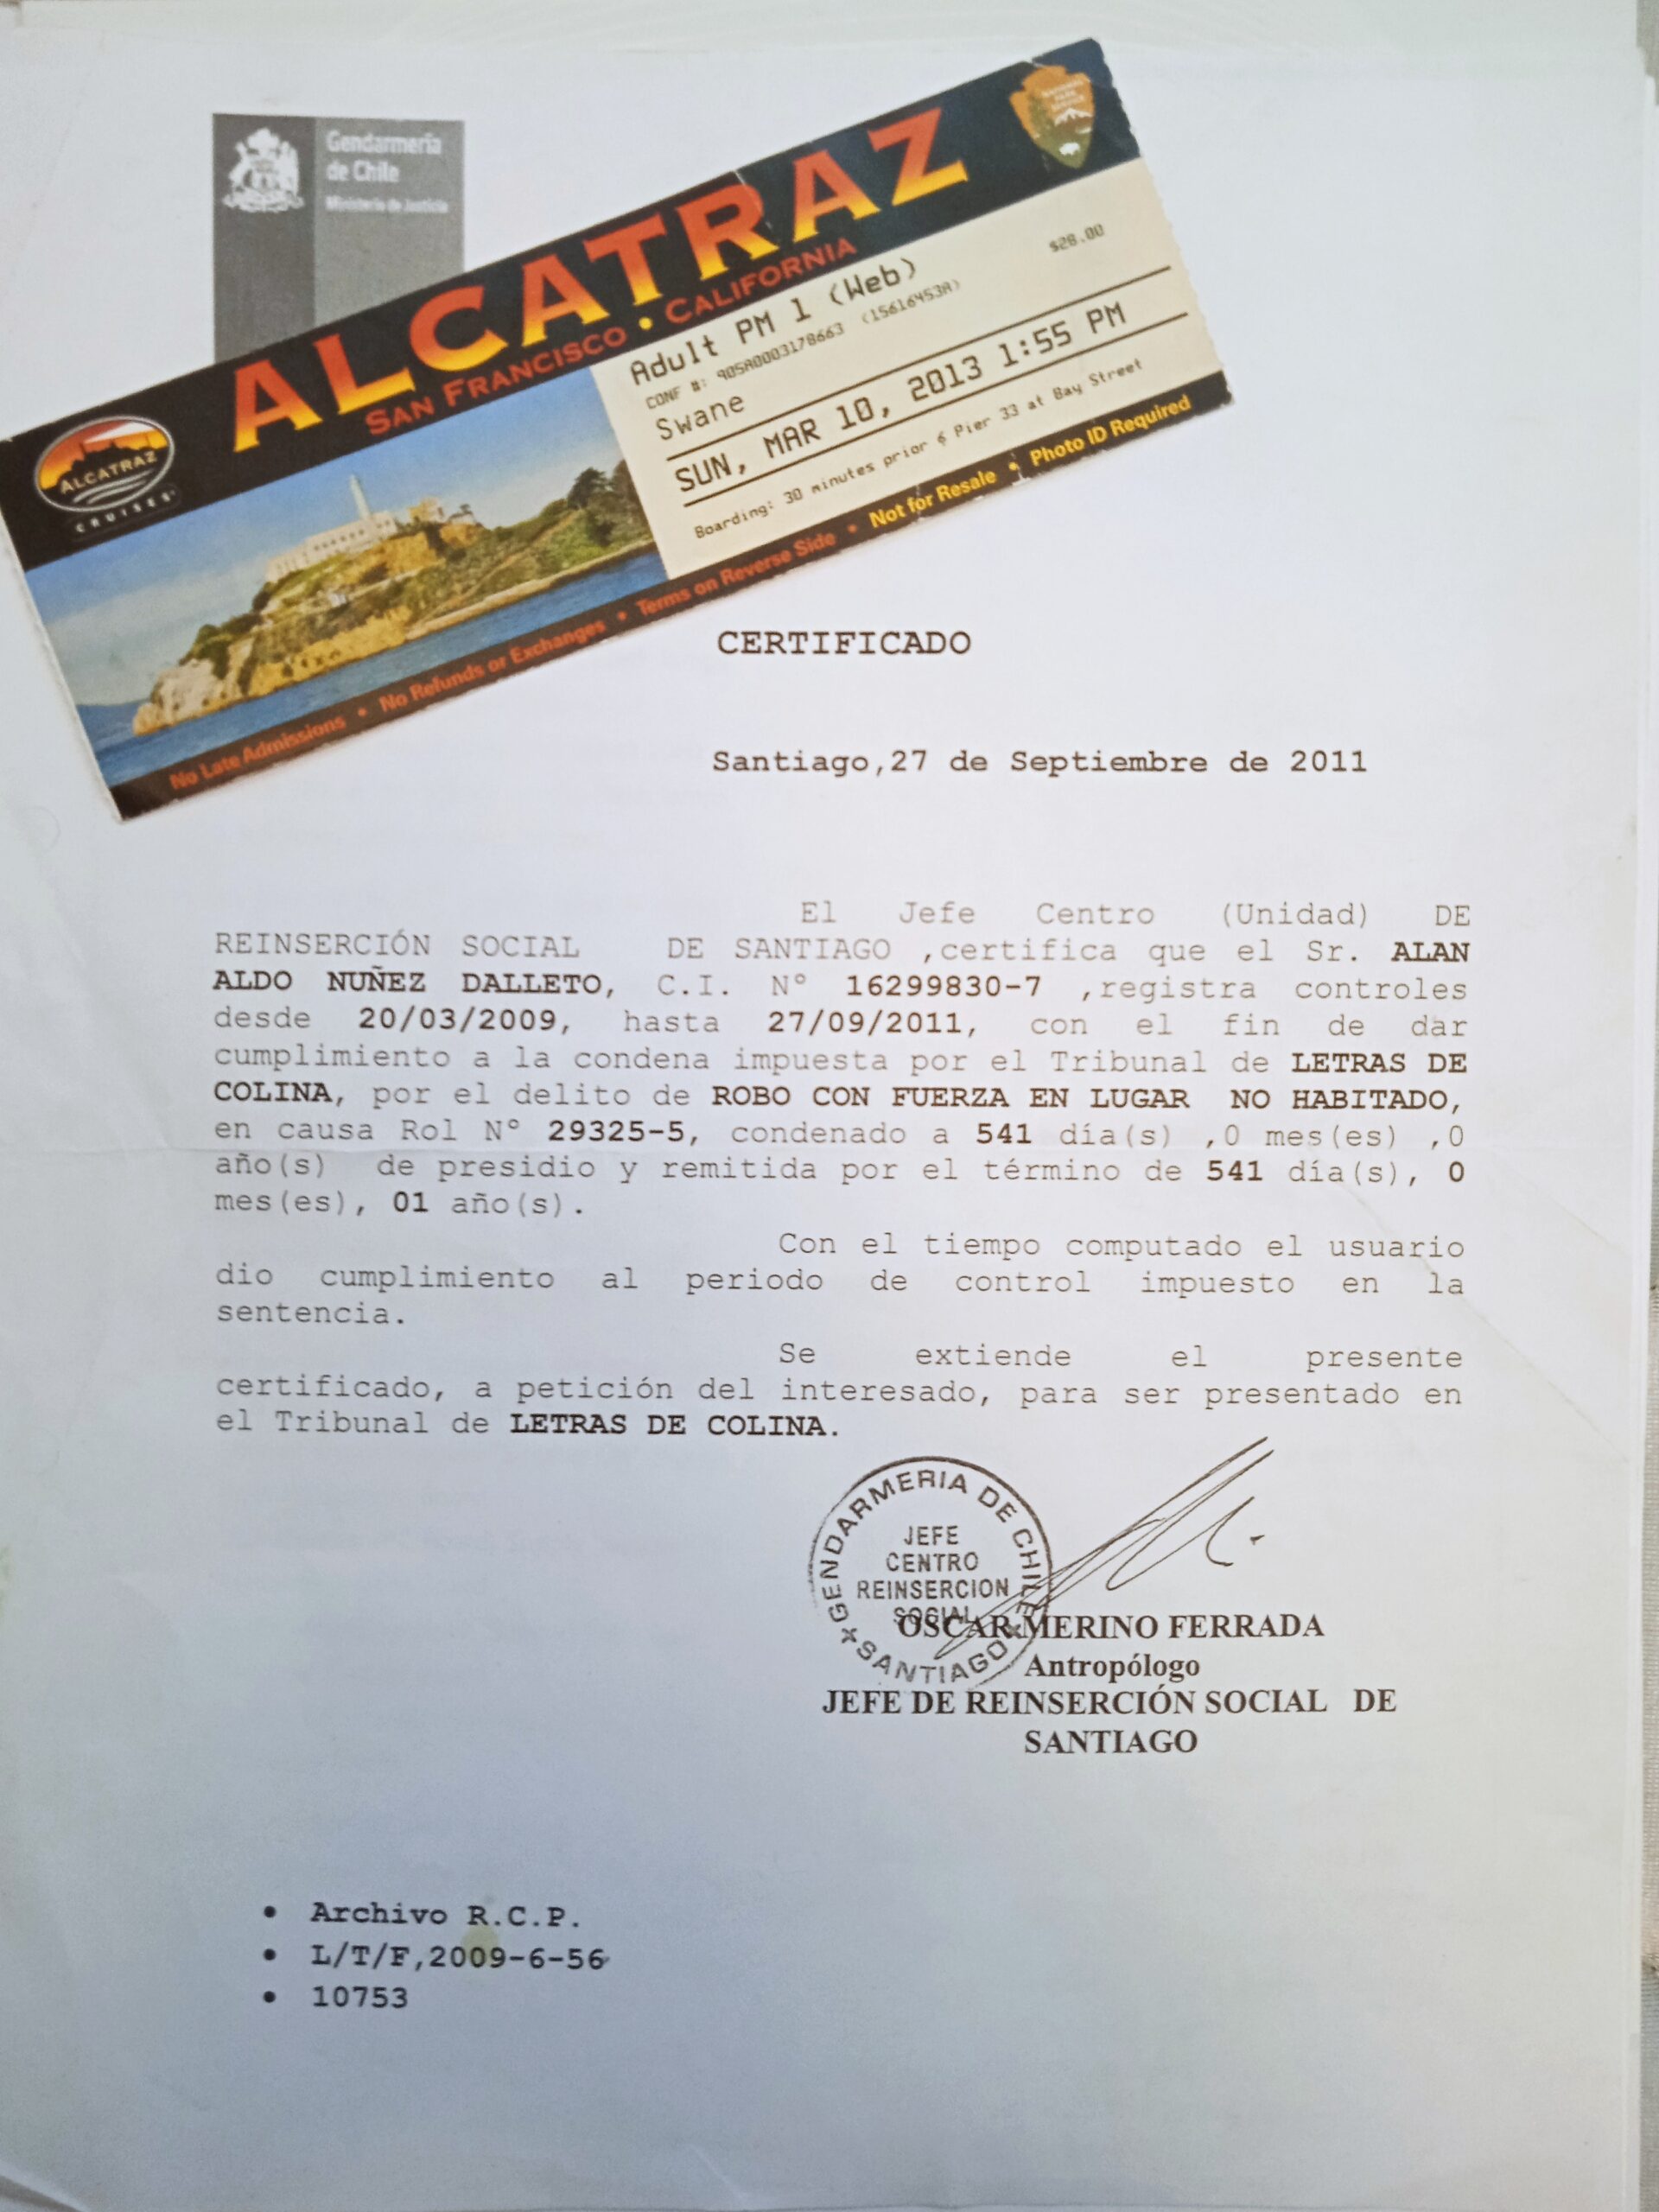 Gendarmería
de Chile
Ministerio de Justicia
ALCATRAZ
SAN FRANCISCO • CALIFORNIA
ALCATRAZ
CRUISES
NATIONAL
PARK
SERVICE
$28.00
Adult PM 1 (Web)
CONF #: 905A0003178663 (15616453A)
Swane
SUN, MAR 10, 2013 1:55 PM
Boarding: 30 minutes prior @ Pier 33 at Bay Street
No Late Admissions • No Refunds or Exchanges • Terms on Reverse Side • Not for Resale • Photo ID Required
CERTIFICADO
Santiago,27 de Septiembre de 2011
El Jefe Centro (Unidad) DE
REINSERCIÓN SOCIAL DE SANTIAGO ,certifica que el Sr. ALAN
ALDO NUÑEZ DALLETO, C.I. N° 16299830-7 ,registra controles
desde 20/03/2009, hasta 27/09/2011, con el fin de dar
cumplimiento a la condena impuesta por el Tribunal de LETRAS DE
COLINA, por el delito de ROBO CON FUERZA EN LUGAR NO HABITADO,
en causa Rol N° 29325-5, condenado a 541 día(s) ,0 mes(es) ,0
año(s) de presidio y remitida por el término de 541 día(s), 0
mes(es), 01 año(s).
Con el tiempo computado el usuario
dio cumplimiento al periodo de control impuesto en la
sentencia.
Se extiende el presente
certificado, a petición del interesado, para ser presentado en
el Tribunal de LETRAS DE COLINA.
GENDARMERIA DE CHILE
JEFE
CENTRO
REINSERCION
SOCIAL
SANTIAGO
OSCAR MERINO FERRADA
Antropólogo
JEFE DE REINSERCIÓN SOCIAL DE
SANTIAGO
• Archivo R.C.P.
• L/T/F,2009-6-56
• 10753